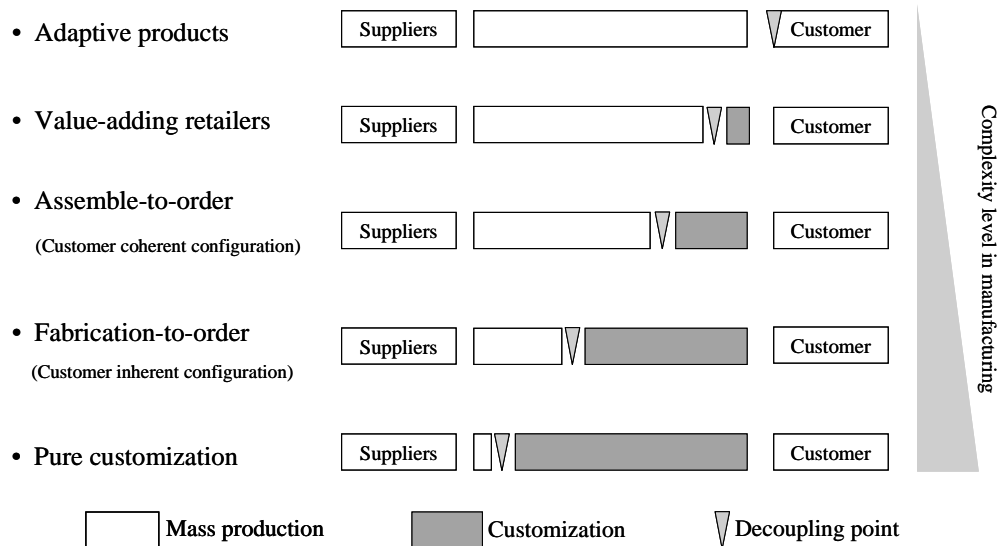 • Adaptive products Suppliers Customer
• Value-adding retailers Suppliers Customer
• Assemble-to-order Suppliers Customer
(Customer coherent configuration)
• Fabrication-to-order Suppliers Customer
(Customer inherent configuration)
• Pure customization Suppliers Customer
Complexity level in manufacturing
Mass production Customization Decoupling point